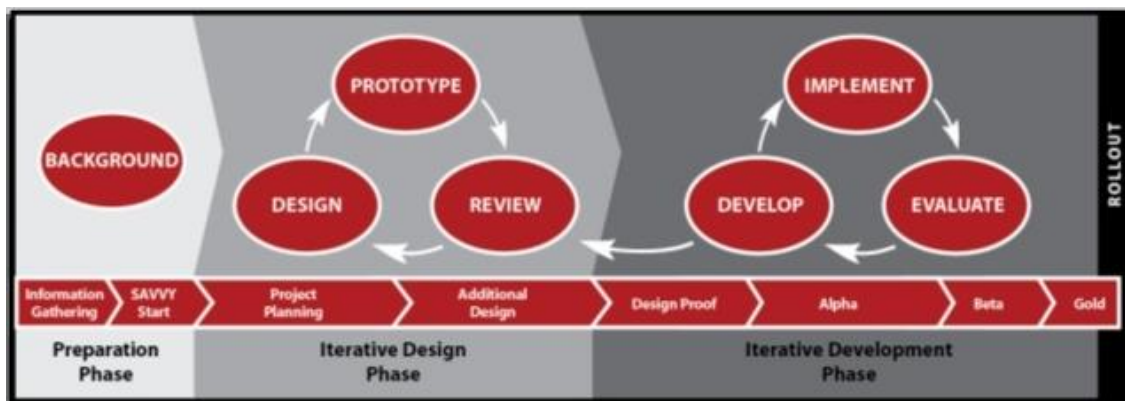 PROTOTYPE
IMPLEMENT
BACKGROUND
DESIGN
REVIEW
DEVELOP
EVALUATE
ROLLOUT
Information
Gathering
SAVVY
Start
Project
Planning
Additional
Design
Design Proof
Alpha
Beta
Gold
Preparation
Phase
Iterative Design
Phase
Iterative Development
Phase